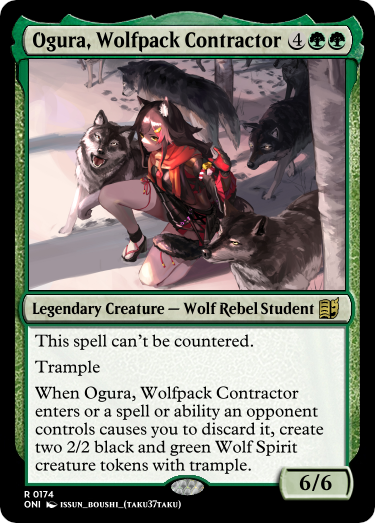 Ogura, Wolfpack Contractor 4
Legendary Creature — Wolf Rebel Student
This spell can't be countered.
Trample
When Ogura, Wolfpack Contractor
enters or a spell or ability an opponent
controls causes you to discard it, create
two 2/2 black and green Wolf Spirit
creature tokens with trample.
6/6
R 0174
ONI ISSUN_BOUSHI_(TAKU37TAKU)